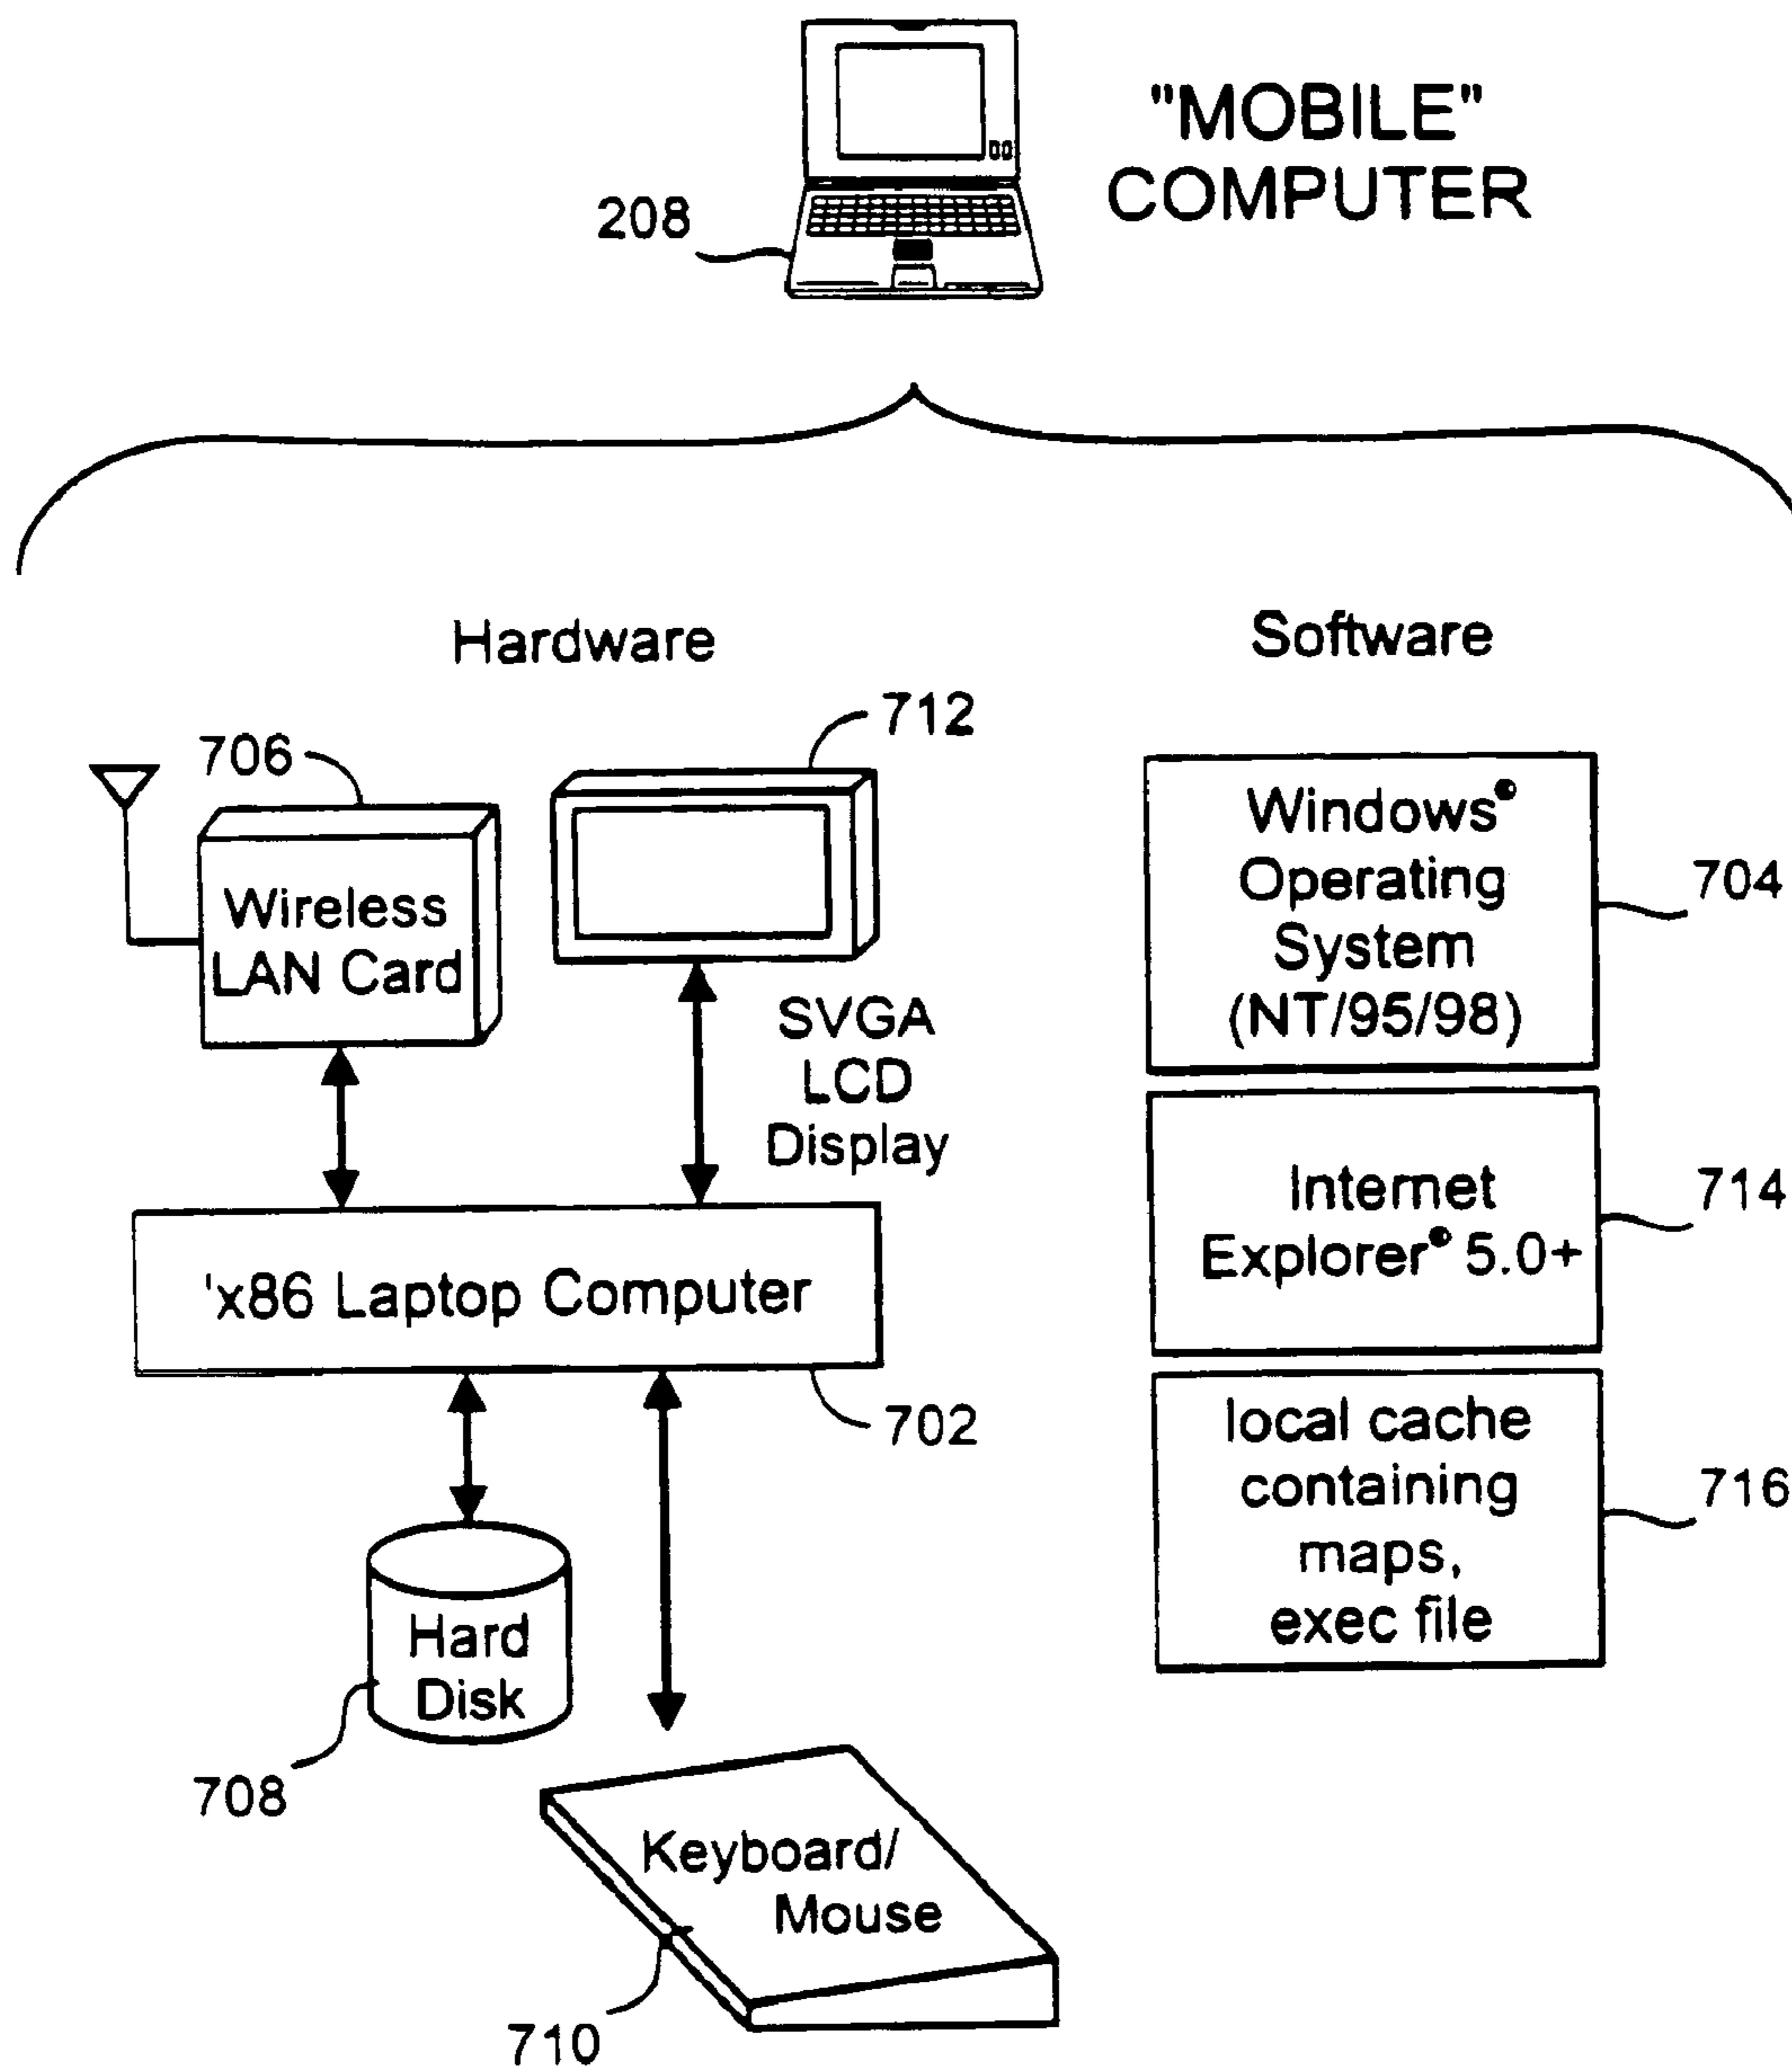 "MOBILE"
COMPUTER
208
Hardware
Software
706
712
Wireless
LAN Card
SVGA
LCD
Display
'x86 Laptop Computer
702
Hard
Disk
708
Keyboard/
Mouse
710
Windows®
Operating
System
(NT/95/98)
704
Internet
Explorer® 5.0+
714
local cache
containing
maps,
exec file
716